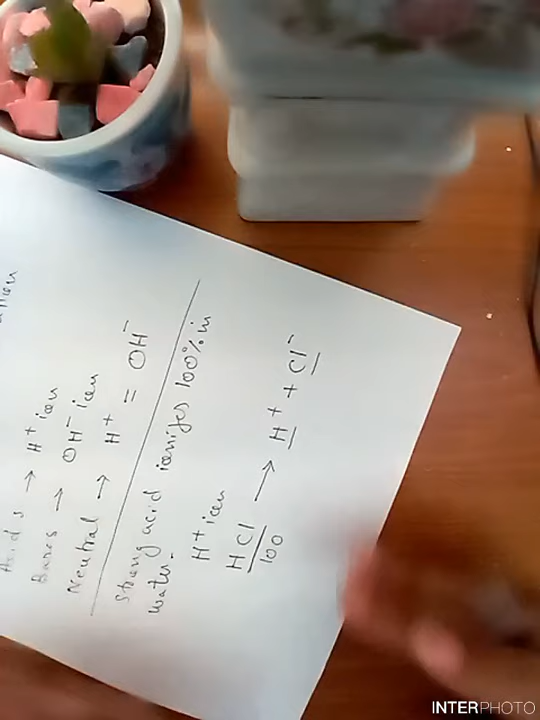 Acids → H⁺ ion
Bases → OH⁻ ion
Neutral → H⁺ = OH⁻
Strong acid ionizes 100% in
water.
H⁺ ion
HCl → H⁺ + Cl⁻
100
INTERPHOTO